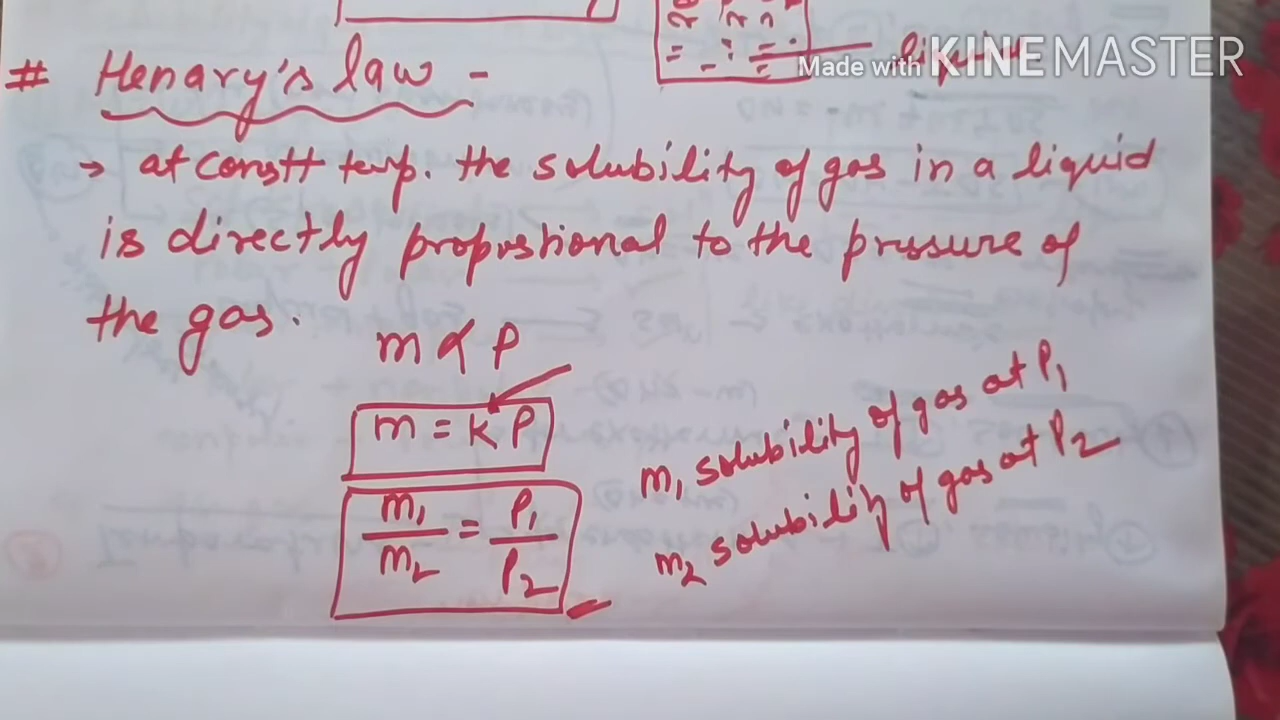 Made with KINEMASTER
# Henary's law -
→ at constt temp. the solubility of gas in a liquid
is directly proportional to the pressure of
the gas.
m ∝ P
m = K P
m₁/m₂ = P₁/P₂
m₁ solubility of gas at P₁
m₂ solubility of gas at P₂